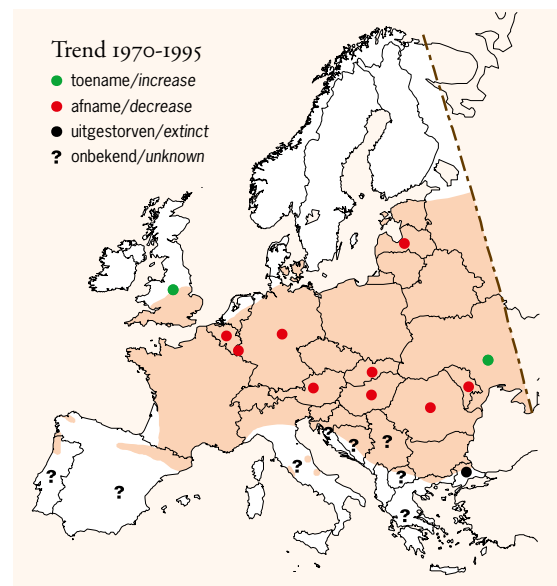 Trend 1970-1995
toename/increase
afname/decrease
uitgestorven/extinct
? onbekend/unknown
?
?
?
?
?
?
?
?